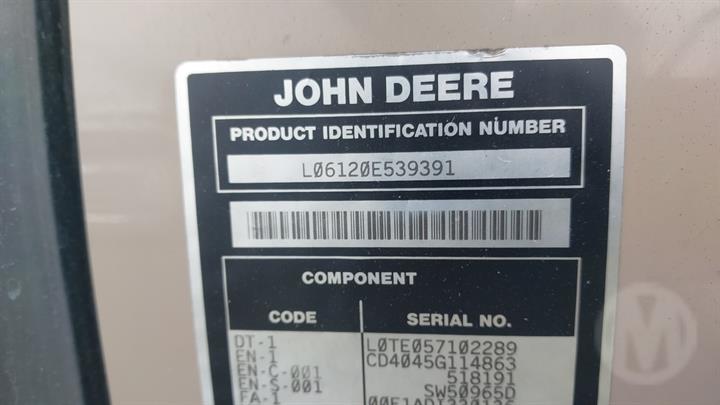 JOHN DEERE
PRODUCT IDENTIFICATION NUMBER
L06120E539391
COMPONENT
CODE SERIAL NO.
DT-1 L0TE057102289
EN-1 CD4045G114863
EN-C-001 518191
EN-S-001 SW50965D
FA-1
M